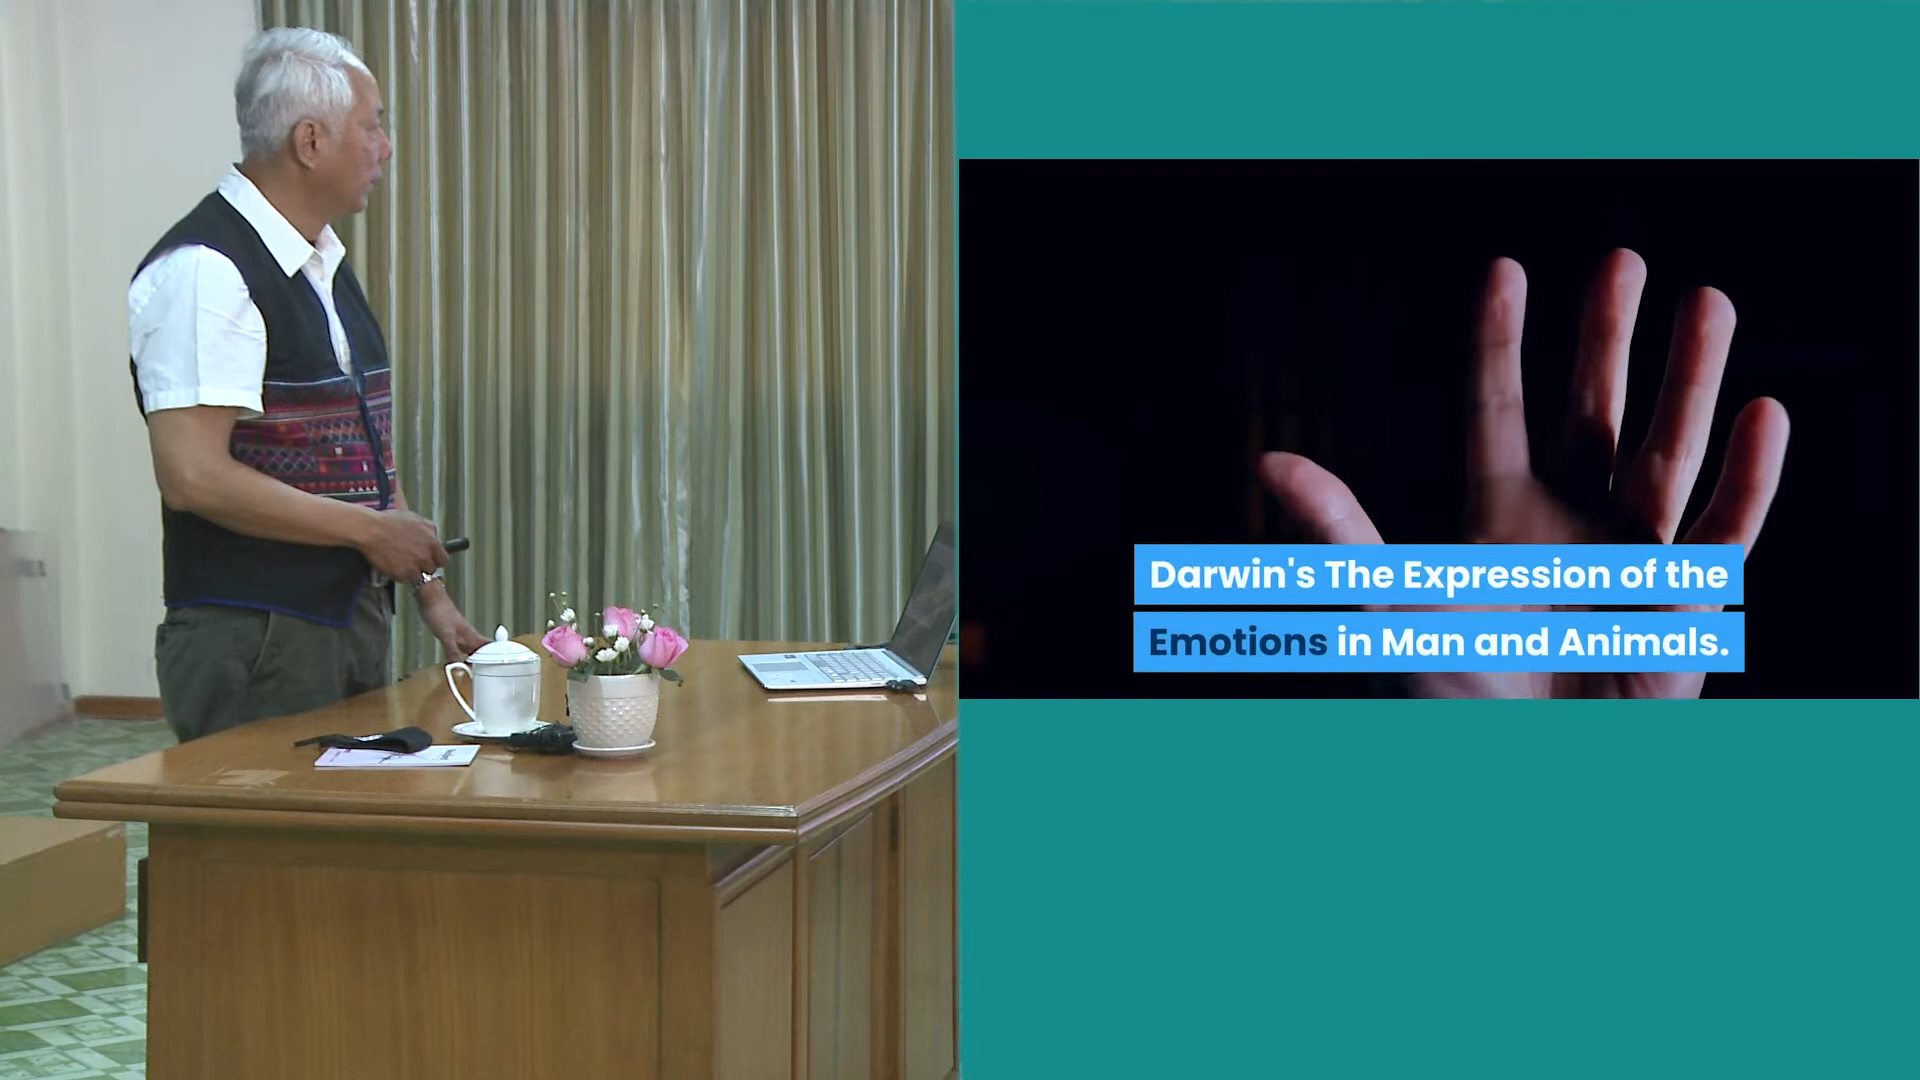 Darwin's The Expression of the
Emotions in Man and Animals.